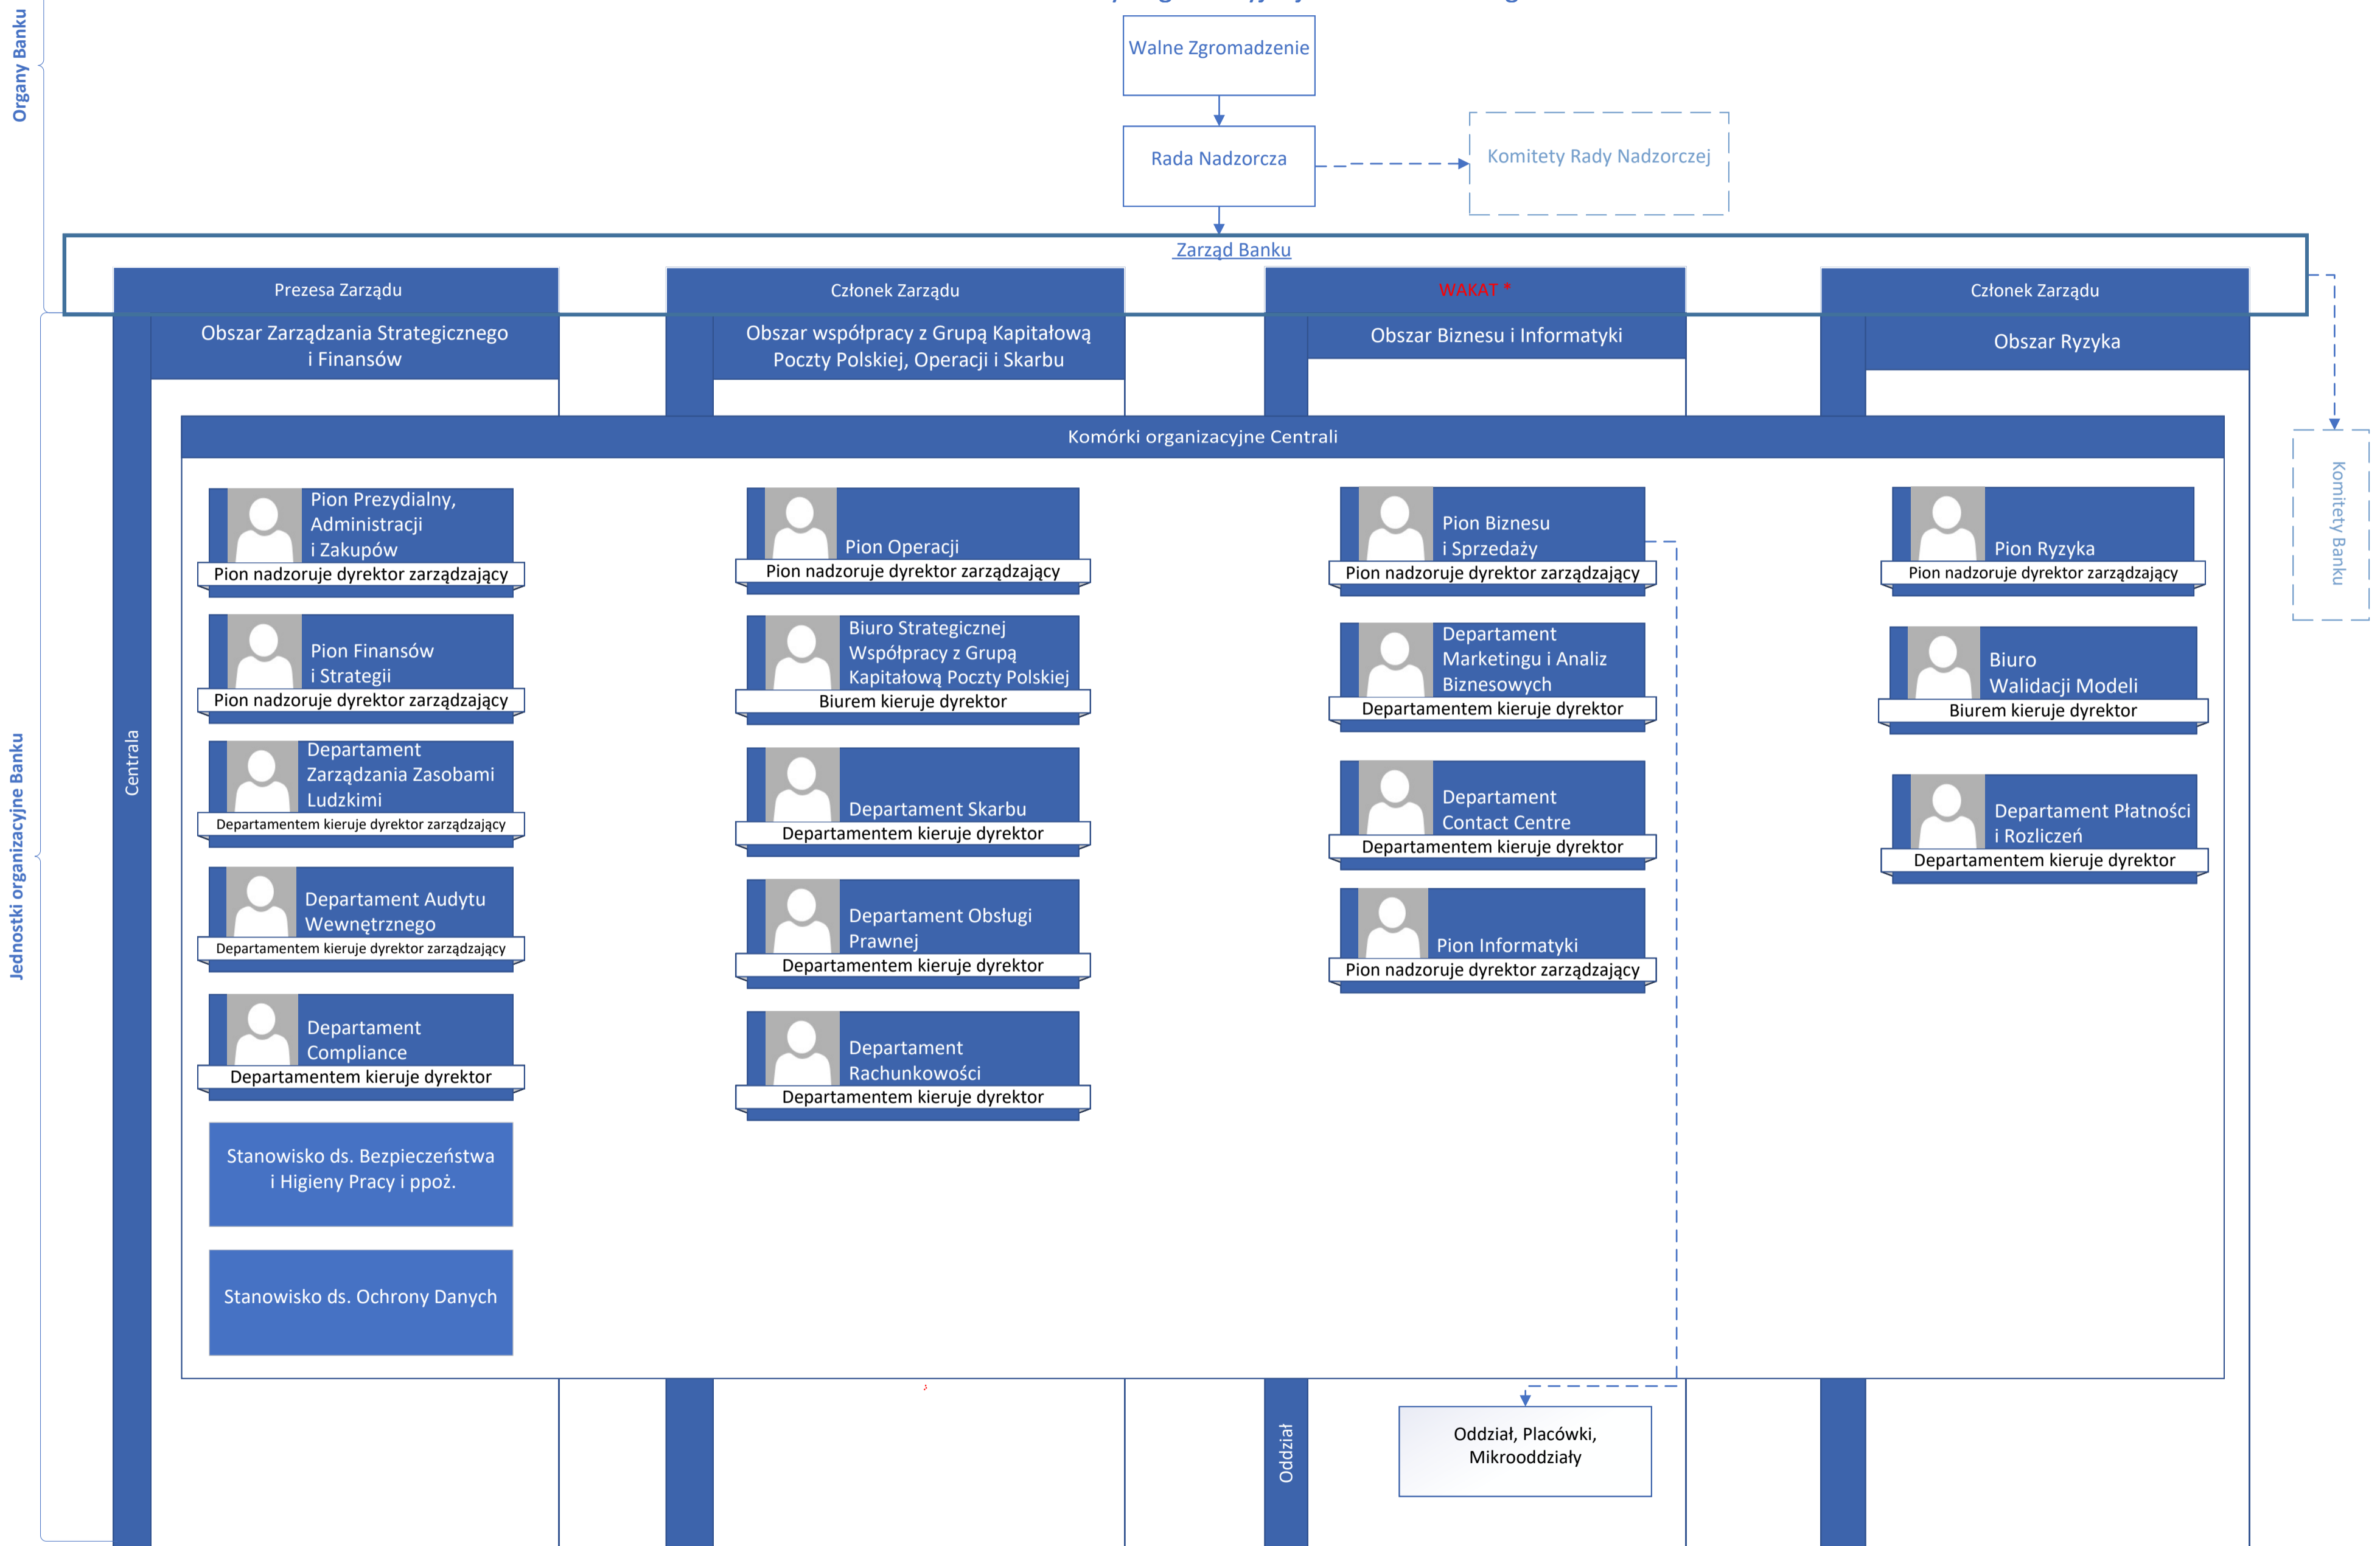 Organy Banku
Walne Zgromadzenie
Rada Nadzorcza
Komitety Rady Nadzorczej
Zarząd Banku
Prezesa Zarządu
Członek Zarządu
WAKAT *
Członek Zarządu
Obszar Zarządzania Strategicznego
i Finansów
Obszar współpracy z Grupą Kapitałową
Poczty Polskiej, Operacji i Skarbu
Obszar Biznesu i Informatyki
Obszar Ryzyka
Komórki organizacyjne Centrali
Komitety Banku
Jednostki organizacyjne Banku
Centrala
Pion Prezydialny,
Administracji
i Zakupów
Pion nadzoruje dyrektor zarządzający
Pion Finansów
i Strategii
Pion nadzoruje dyrektor zarządzający
Departament
Zarządzania Zasobami
Ludzkimi
Departamentem kieruje dyrektor zarządzający
Departament Audytu
Wewnętrznego
Departamentem kieruje dyrektor zarządzający
Departament
Compliance
Departamentem kieruje dyrektor
Stanowisko ds. Bezpieczeństwa
i Higieny Pracy i ppoż.
Stanowisko ds. Ochrony Danych
Pion Operacji
Pion nadzoruje dyrektor zarządzający
Biuro Strategicznej
Współpracy z Grupą
Kapitałową Poczty Polskiej
Biurem kieruje dyrektor
Departament Skarbu
Departamentem kieruje dyrektor
Departament Obsługi
Prawnej
Departamentem kieruje dyrektor
Departament
Rachunkowości
Departamentem kieruje dyrektor
Pion Biznesu
i Sprzedaży
Pion nadzoruje dyrektor zarządzający
Departament
Marketingu i Analiz
Biznesowych
Departamentem kieruje dyrektor
Departament
Contact Centre
Departamentem kieruje dyrektor
Pion Informatyki
Pion nadzoruje dyrektor zarządzający
Pion Ryzyka
Pion nadzoruje dyrektor zarządzający
Biuro
Walidacji Modeli
Biurem kieruje dyrektor
Departament Płatności
i Rozliczeń
Departamentem kieruje dyrektor
Oddział
Oddział, Placówki,
Mikrooddziały